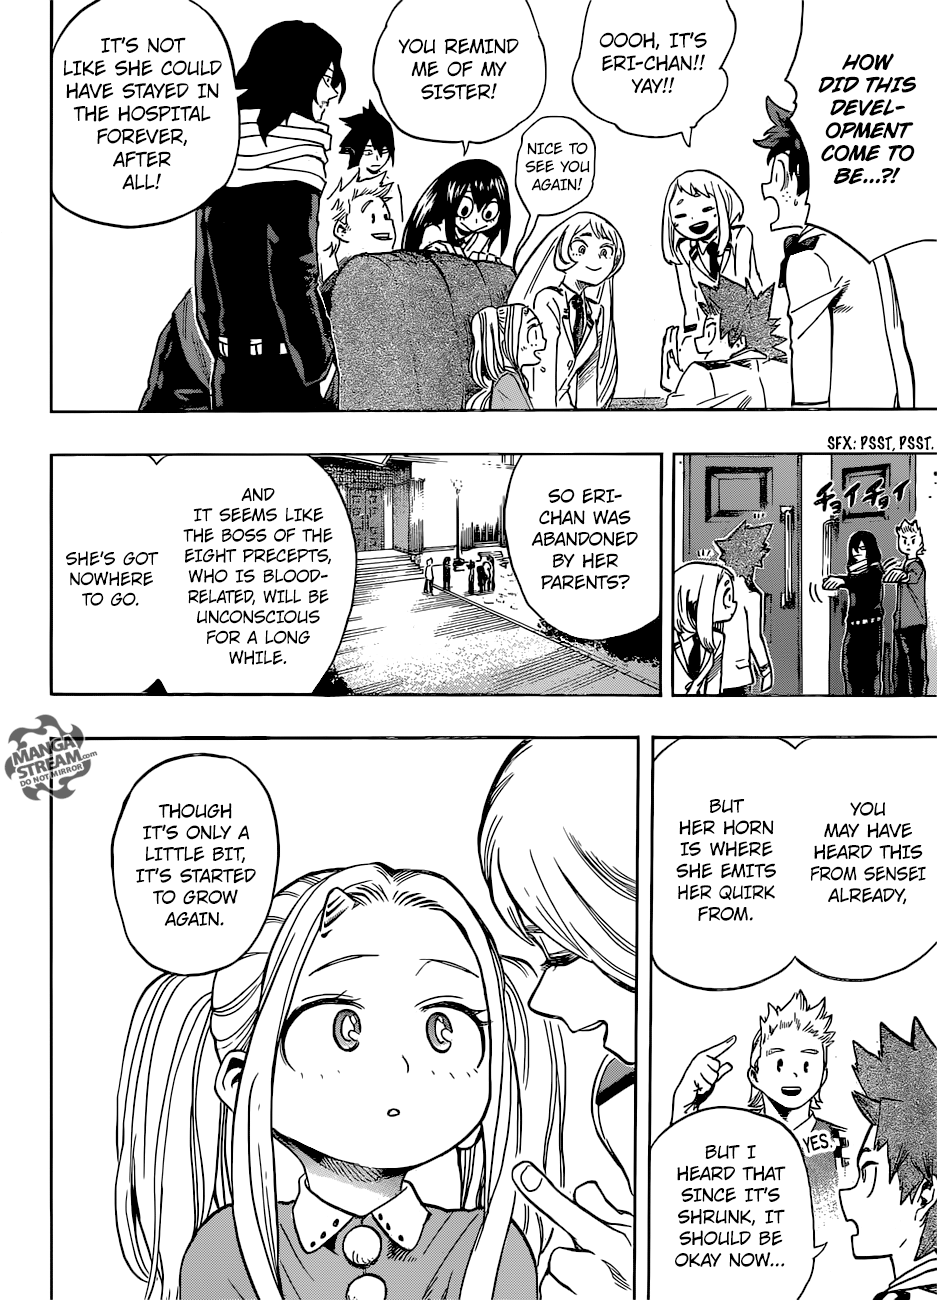 HOW
DID THIS
DEVEL-
OPMENT
COME TO
BE...?!
OOOH, IT'S
ERI-CHAN!!
YAY!!
NICE TO
SEE YOU
AGAIN!
YOU REMIND
ME OF MY
SISTER!
IT'S NOT
LIKE SHE COULD
HAVE STAYED IN
THE HOSPITAL
FOREVER,
AFTER
ALL!
SFX: PSST, PSST.
チョイチョイ
SO ERI-
CHAN WAS
ABANDONED
BY HER
PARENTS?
AND
IT SEEMS LIKE
THE BOSS OF THE
EIGHT PRECEPTS,
WHO IS BLOOD-
RELATED, WILL BE
UNCONSCIOUS
FOR A LONG
WHILE.
SHE'S GOT
NOWHERE
TO GO.
YOU
MAY HAVE
HEARD THIS
FROM SENSEI
ALREADY,
BUT
HER HORN
IS WHERE
SHE EMITS
HER QUIRK
FROM.
YES.
BUT I
HEARD THAT
SINCE IT'S
SHRUNK, IT
SHOULD BE
OKAY NOW...
THOUGH
IT'S ONLY A
LITTLE BIT,
IT'S STARTED
TO GROW
AGAIN.
MANGA
STREAM.com
DO NOT MIRROR